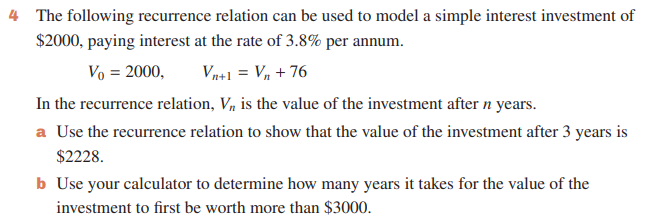 4 The following recurrence relation can be used to model a simple interest investment of
$2000, paying interest at the rate of 3.8% per annum.
V₀ = 2000, Vₙ₊₁ = Vₙ + 76
In the recurrence relation, Vₙ is the value of the investment after n years.
a Use the recurrence relation to show that the value of the investment after 3 years is
$2228.
b Use your calculator to determine how many years it takes for the value of the
investment to first be worth more than $3000.